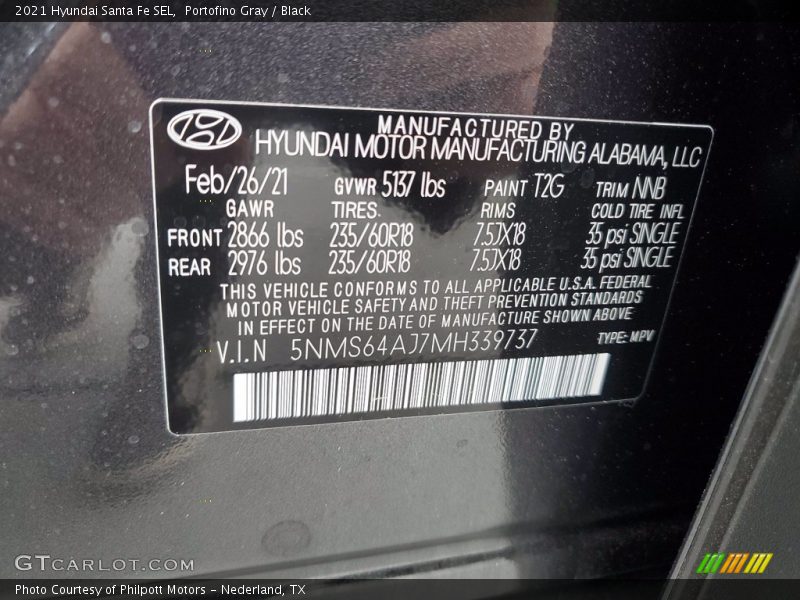 2021 Hyundai Santa Fe SEL, Portofino Gray / Black
MANUFACTURED BY
HYUNDAI MOTOR MANUFACTURING ALABAMA, LLC
Feb/26/21 GVWR 5137 lbs PAINT T2G TRIM NNB
GAWR TIRES. RIMS COLD TIRE INFL
FRONT 2866 lbs 235/60R18 7.5JX18 35 psi SINGLE
REAR 2976 lbs 235/60R18 7.5JX18 35 psi SINGLE
THIS VEHICLE CONFORMS TO ALL APPLICABLE U.S.A. FEDERAL
MOTOR VEHICLE SAFETY AND THEFT PREVENTION STANDARDS
IN EFFECT ON THE DATE OF MANUFACTURE SHOWN ABOVE
V.I.N 5NMS64AJ7MH339737 TYPE: MPV
GTCARLOT.COM
Photo Courtesy of Philpott Motors - Nederland, TX